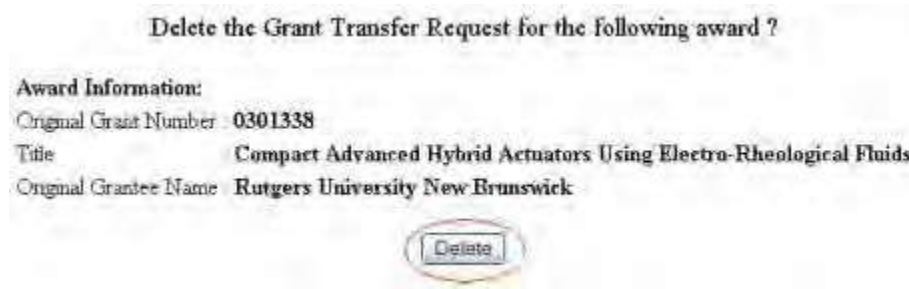 Delete the Grant Transfer Request for the following award ?
Award Information:
Original Grant Number 0301338
Title Compact Advanced Hybrid Actuators Using Electro-Rheological Fluids
Original Grantee Name Rutgers University New Brunswick
Delete